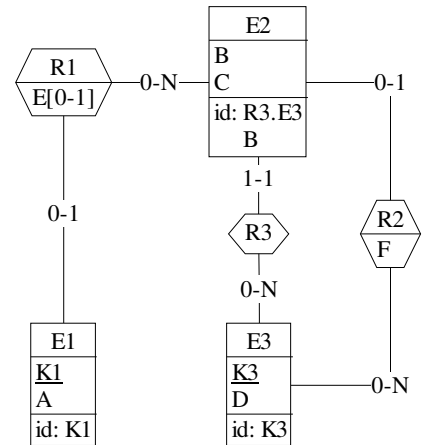 E2
B
C
id: R3.E3
B
R1
E[0-1]
0-N
0-1
1-1
0-1
R3
R2
F
0-N
E1
K1
A
id: K1
E3
K3
D
id: K3
0-N